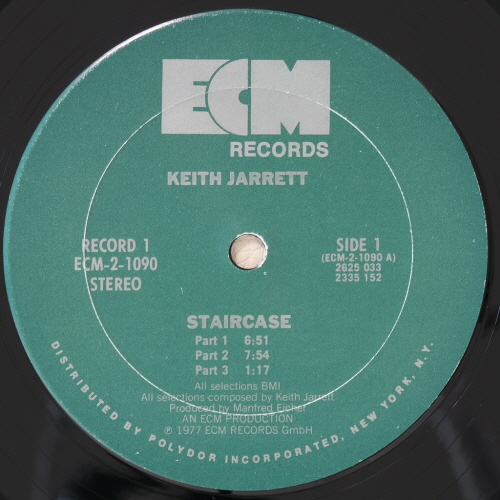 ECM
RECORDS
KEITH JARRETT
RECORD 1
ECM-2-1090
STEREO
SIDE 1
(ECM-2-1090 A)
2625 033
2335 152
STAIRCASE
Part 1 6:51
Part 2 7:54
Part 3 1:17
All selections BMI
All selections composed by Keith Jarrett
Produced by Manfred Eicher
AN ECM PRODUCTION
℗ 1977 ECM RECORDS GmbH
DISTRIBUTED BY POLYDOR INCORPORATED, NEW YORK, N.Y.